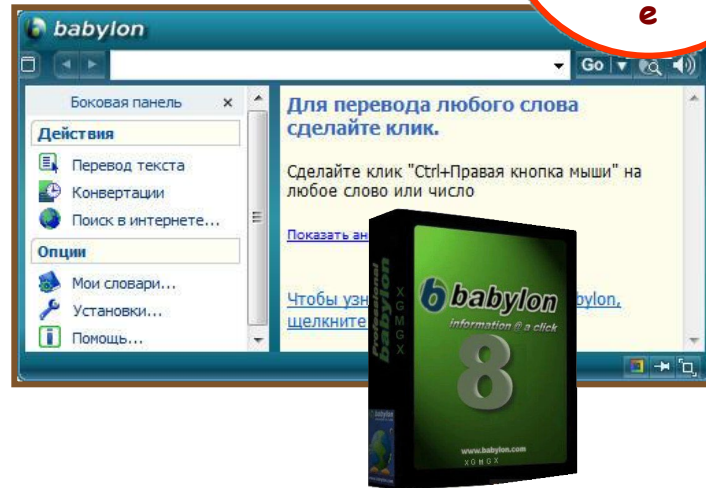 е
babylon
Go
Боковая панель x
Действия
Перевод текста
Конвертации
Поиск в интернете...
Опции
Мои словари...
Установки...
Помощь...
Для перевода любого слова
сделайте клик.
Сделайте клик "Ctrl+Правая кнопка мыши" на
любое слово или число
Показать
Чтобы bylon,
щелкните
Professional
babylon
XGMGX
babylon
information @ a click
8
www.babylon.com
XGMGX
babylon